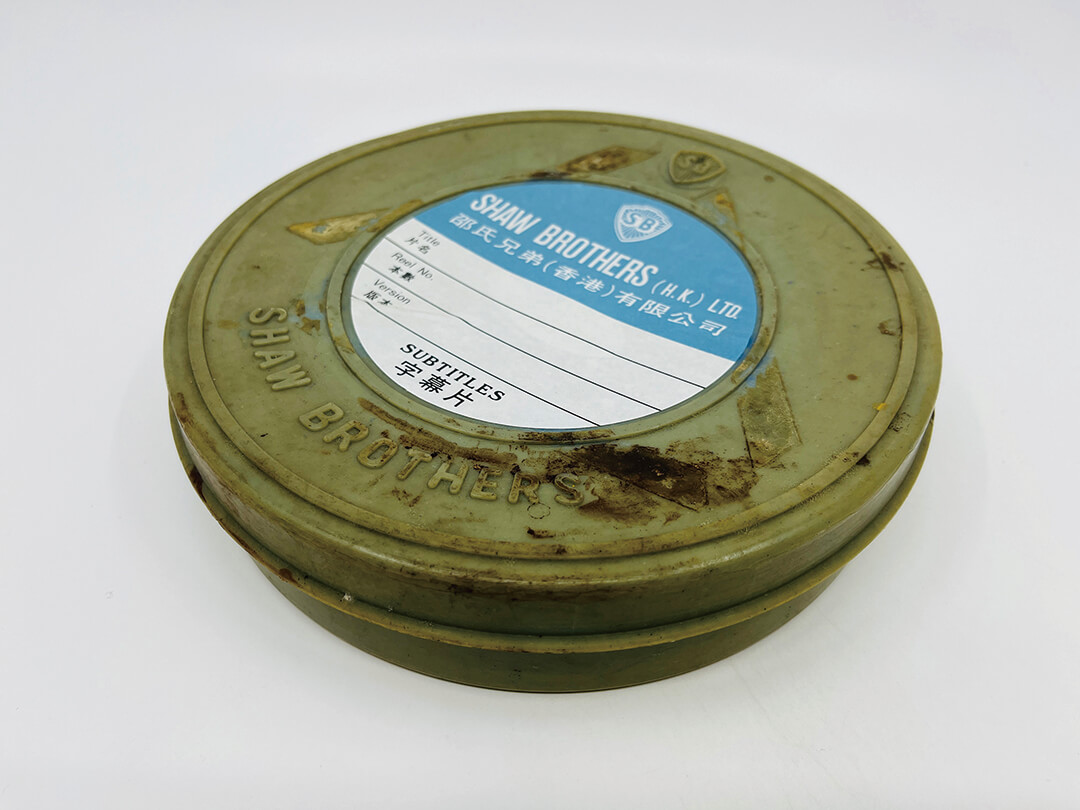 SB
SB
SHAW BROTHERS (H.K.) LTD.
邵氏兄弟(香港)有限公司
Title
片名
Reel No.
本數
Version
版本
SUBTITLES
字幕片
SHAW BROTHERS